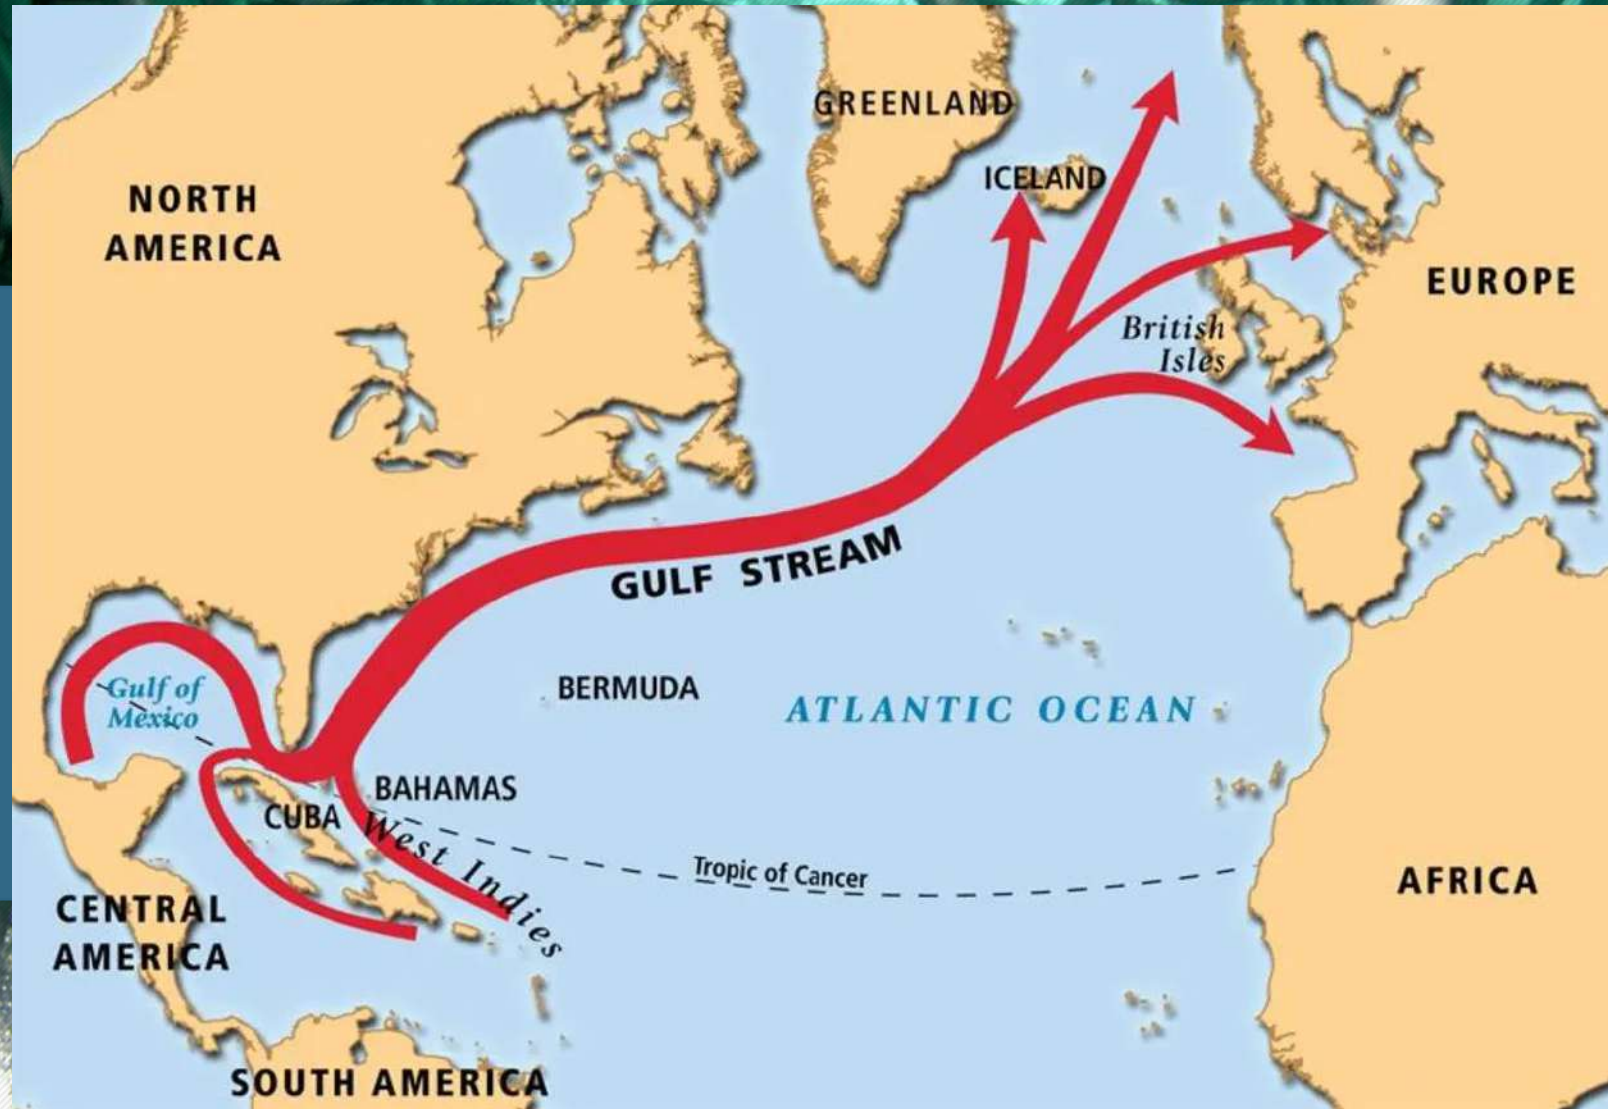 GREENLAND
ICELAND
NORTH
AMERICA
EUROPE
British
Isles
GULF STREAM
Gulf of
Mexico
BERMUDA
ATLANTIC OCEAN
BAHAMAS
CUBA
West Indies
Tropic of Cancer
AFRICA
CENTRAL
AMERICA
SOUTH AMERICA